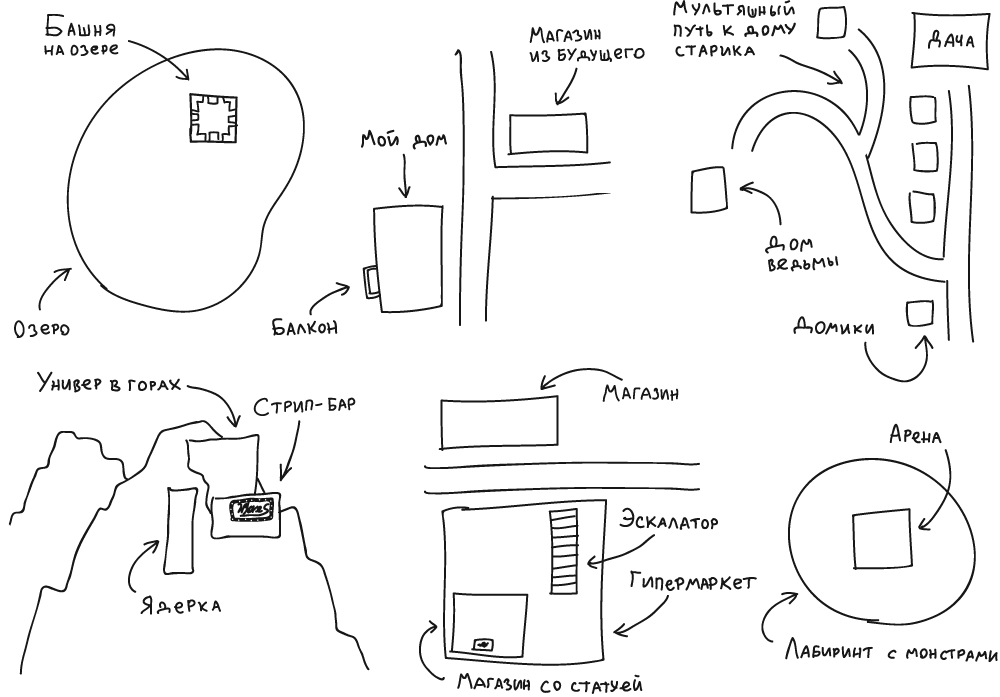 Башня
на озере
Озеро
Мой дом
Балкон
Магазин
из будущего
Мультяшный
путь к дому
старика
Дача
Дом
ведьмы
Домики
Универ в горах
Стрип-бар
Ядерка
Магазин
Эскалатор
Гипермаркет
Магазин со статуей
Арена
Лабиринт с монстрами